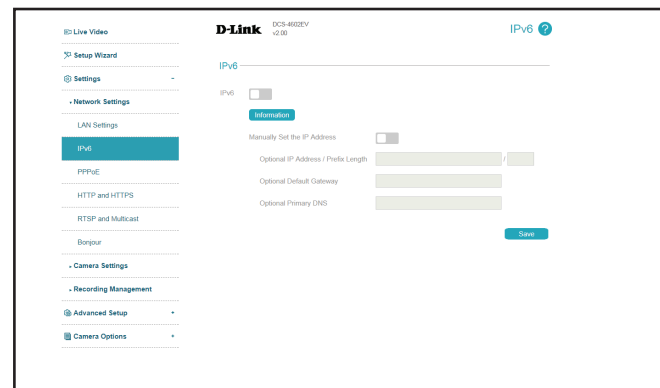 Live Video
Setup Wizard
Settings -
Network Settings
LAN Settings
IPv6
PPPoE
HTTP and HTTPS
RTSP and Multicast
Bonjour
Camera Settings
Recording Management
Advanced Setup +
Camera Options +
D-Link DCS-4602EV
v2.00
IPv6 ?
IPv6
IPv6
Information
Manually Set the IP Address
Optional IP Address / Prefix Length /
Optional Default Gateway
Optional Primary DNS
Save